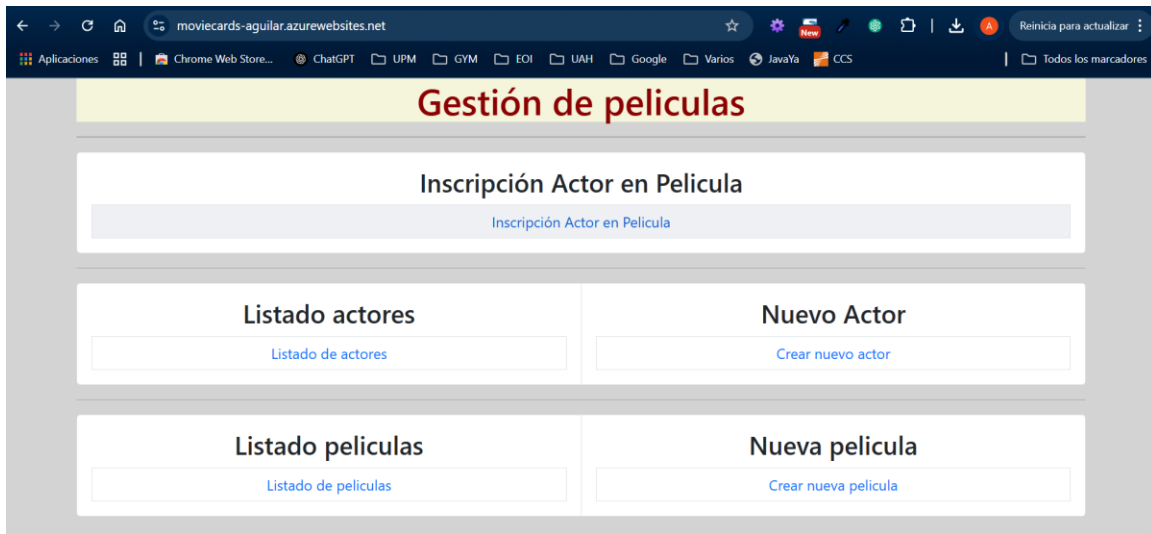 moviecards-aguilar.azurewebsites.net
New
A
Reinicia para actualizar
Aplicaciones
Chrome Web Store...
ChatGPT
UPM
GYM
EOI
UAH
Google
Varios
JavaYa
CCS
Todos los marcadores
Gestión de peliculas
Inscripción Actor en Pelicula
Inscripción Actor en Pelicula
Listado actores
Nuevo Actor
Listado de actores
Crear nuevo actor
Listado peliculas
Nueva pelicula
Listado de peliculas
Crear nueva pelicula